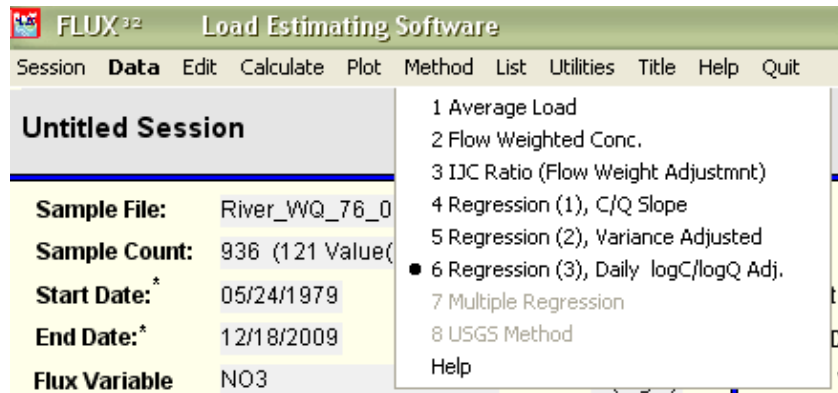 FLUX 32 Load Estimating Software
Session Data Edit Calculate Plot Method List Utilities Title Help Quit
Untitled Session
1 Average Load
2 Flow Weighted Conc.
3 IJC Ratio (Flow Weight Adjustmnt)
4 Regression (1), C/Q Slope
5 Regression (2), Variance Adjusted
6 Regression (3), Daily logC/logQ Adj.
7 Multiple Regression
8 USGS Method
Help
Sample File: River_WQ_76_0
Sample Count: 936 (121 Value(
Start Date:* 05/24/1979
End Date:* 12/18/2009
Flux Variable NO3